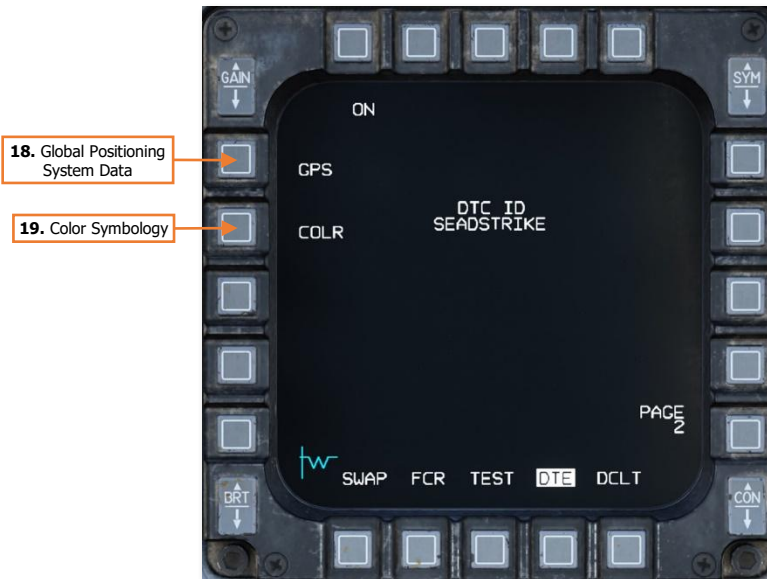 GAIN
SYM
ON
18. Global Positioning
System Data
GPS
DTC ID
SEADSTRIKE
19. Color Symbology
COLR
PAGE
2
SWAP FCR TEST DTE DCLT
BRT
CON